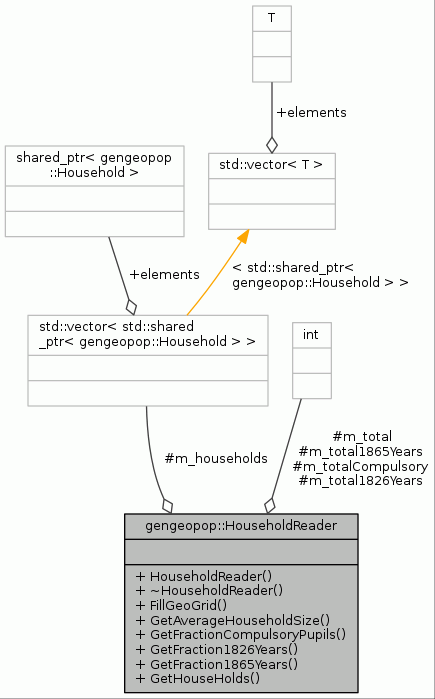 T
+elements
shared_ptr< gengeopop
::Household >
std::vector< T >
+elements
< std::shared_ptr<
gengeopop::Household > >
std::vector< std::shared
_ptr< gengeopop::Household > >
int
#m_households
#m_total
#m_total1865Years
#m_totalCompulsory
#m_total1826Years
gengeopop::HouseholdReader
+ HouseholdReader()
+ ~HouseholdReader()
+ FillGeoGrid()
+ GetAverageHouseholdSize()
+ GetFractionCompulsoryPupils()
+ GetFraction1826Years()
+ GetFraction1865Years()
+ GetHouseHolds()